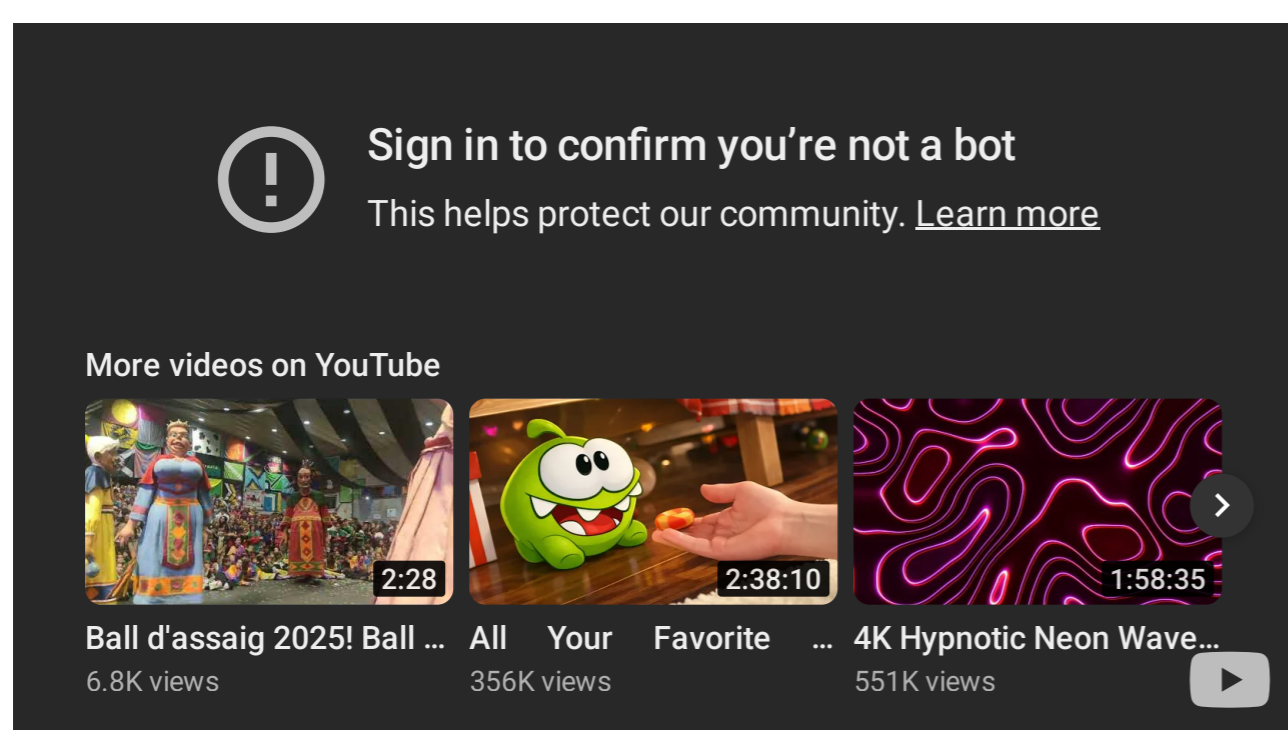 Sign in to confirm you’re not a bot
This helps protect our community. Learn more
More videos on YouTube
2:28
2:38:10
1:58:35
Ball d'assaig 2025! Ball ...
All Your Favorite ...
4K Hypnotic Neon Wave...
6.8K views
356K views
551K views